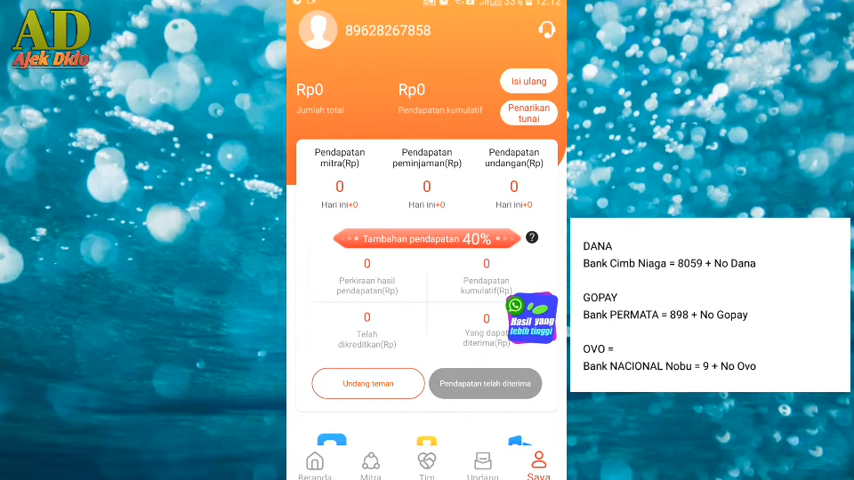 AD
Ajek Dido
33% 12.12
89628267858
Rp0
Jumlah total
Rp0
Pendapatan kumulatif
Isi ulang
Penarikan
tunai
Pendapatan
mitra(Rp)
Pendapatan
peminjaman(Rp)
Pendapatan
undangan(Rp)
0
0
0
Hari ini+0
Hari ini+0
Hari ini+0
Tambahan pendapatan 40%
?
0
Perkiraan hasil
pendapatan(Rp)
0
Pendapatan
kumulatif(Rp)
0
Telah
dikreditkan(Rp)
0
Yang dapat
diterima(Rp)
Hasil yang
lebih tinggi
Undang teman
Pendapatan telah diterima
Beranda
Mitra
Tim
Undang
Saya
DANA
Bank Cimb Niaga = 8059 + No Dana
GOPAY
Bank PERMATA = 898 + No Gopay
OVO =
Bank NACIONAL Nobu = 9 + No Ovo